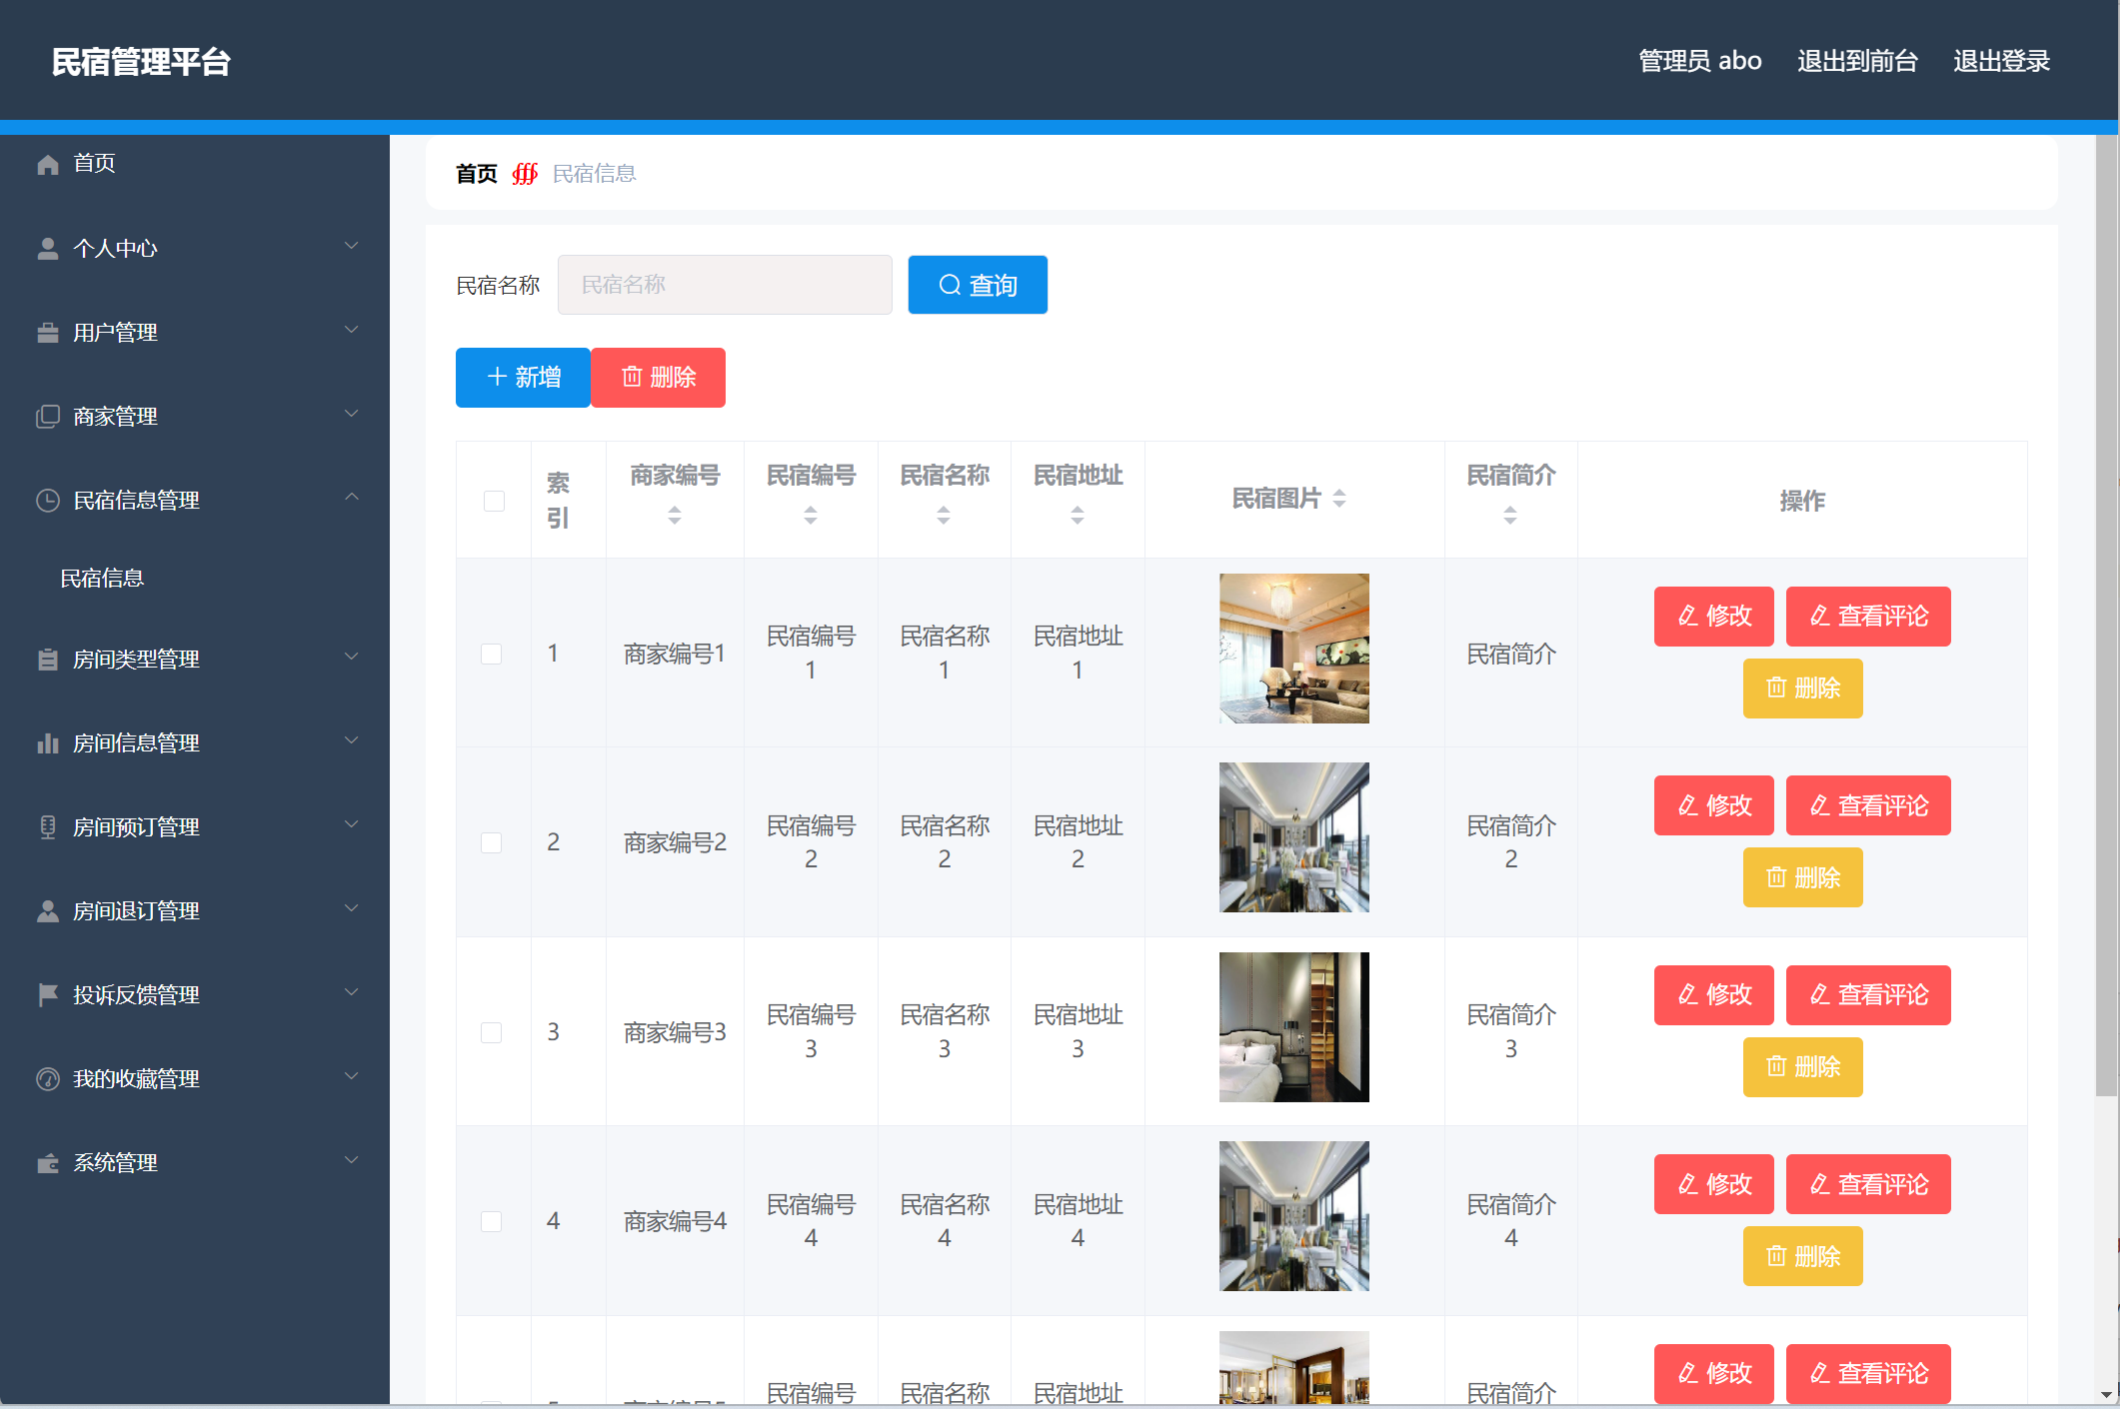 民宿管理平台
管理员 abo 退出到前台 退出登录
首页
个人中心
用户管理
商家管理
民宿信息管理
民宿信息
房间类型管理
房间信息管理
房间预订管理
房间退订管理
投诉反馈管理
我的收藏管理
系统管理
首页 ∰ 民宿信息
民宿名称 民宿名称 查询
新增 删除
索引 商家编号 民宿编号 民宿名称 民宿地址 民宿图片 民宿简介 操作
1 商家编号1 民宿编号1 民宿名称1 民宿地址1 民宿简介 修改 查看评论 删除
2 商家编号2 民宿编号2 民宿名称2 民宿地址2 民宿简介2 修改 查看评论 删除
3 商家编号3 民宿编号3 民宿名称3 民宿地址3 民宿简介3 修改 查看评论 删除
4 商家编号4 民宿编号4 民宿名称4 民宿地址4 民宿简介4 修改 查看评论 删除
民宿编号 民宿名称 民宿地址 民宿简介 修改 查看评论